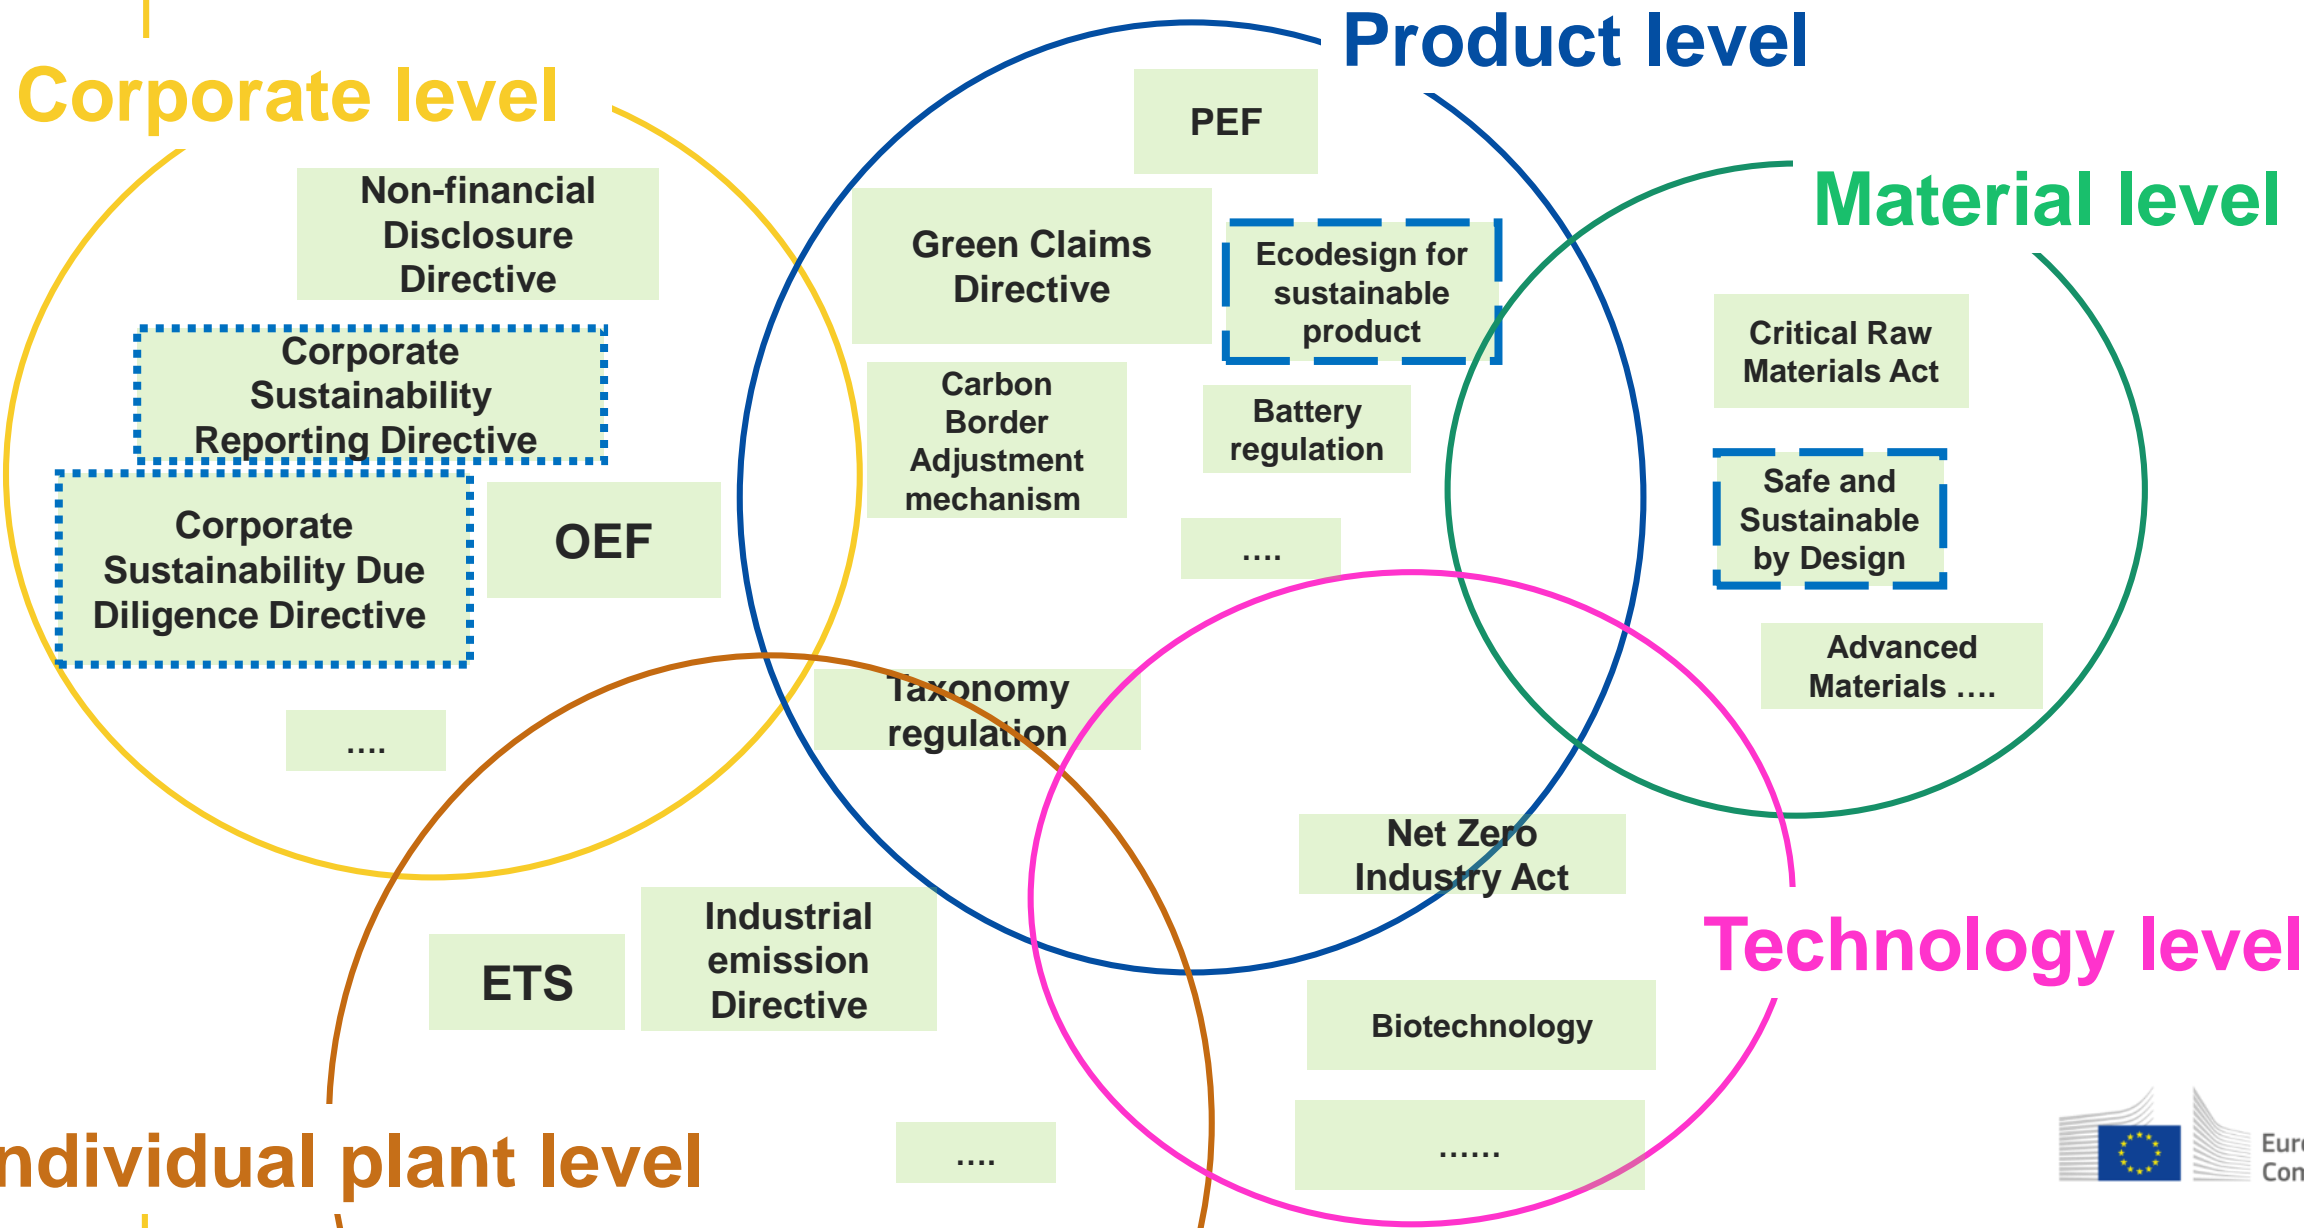 Product level
Corporate level
PEF
Material level
Non-financial
Disclosure
Directive
Green Claims
Directive
Ecodesign for
sustainable
product
Critical Raw
Materials Act
Corporate
Sustainability
Reporting Directive
Carbon
Border
Adjustment
mechanism
Battery
regulation
Safe and
Sustainable
by Design
Corporate
Sustainability Due
Diligence Directive
OEF
....
Advanced
Materials ....
Taxonomy
regulation
....
Net Zero
Industry Act
Technology level
Industrial
emission
Directive
ETS
Biotechnology
ndividual plant level
....
......